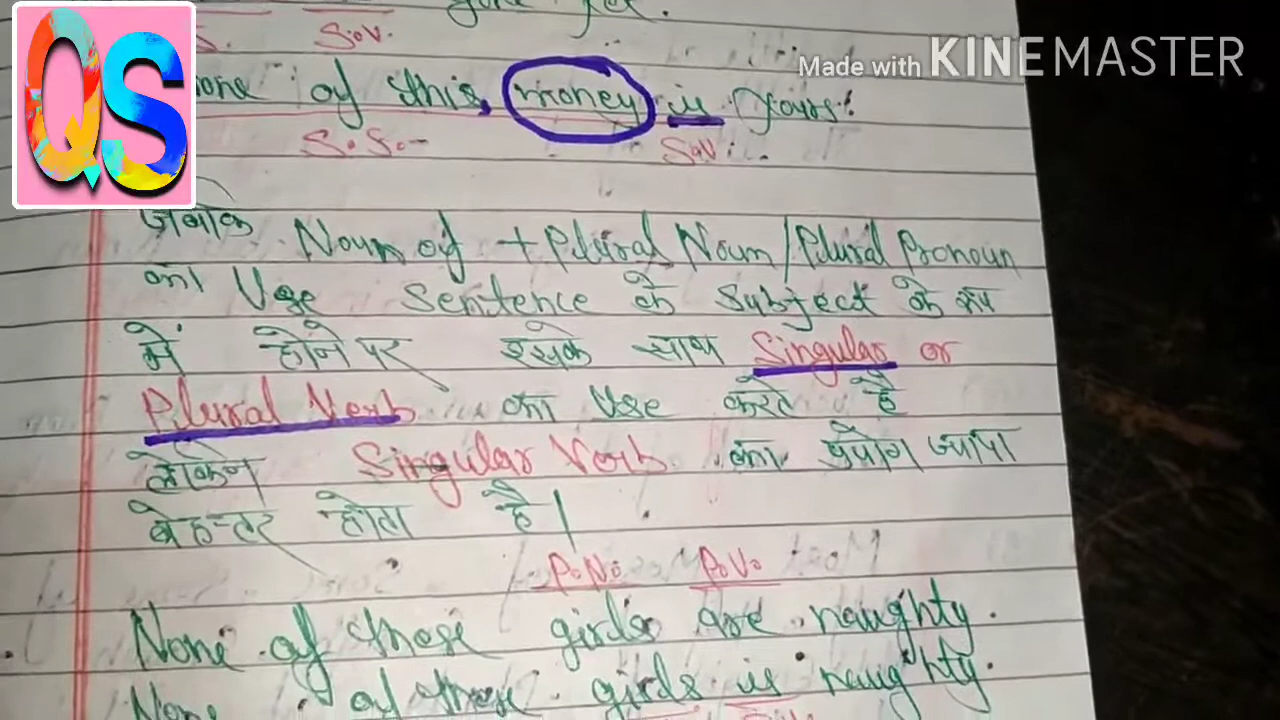 S.O.V.
QS
Made with KINEMASTER
of this money is yours.
S.S.
S.V.
जबकि Noun of + Plural Noun/Plural Pronoun
का Use Sentence के Subject के रूप
में होने पर इसके साथ Singular or
Plural Verb का Use करते है
लेकिन Singular Verb का प्रयोग ज्यादा
बेहतर होता है।
P.N. P.V.
None of these girls are naughty.
None of these girls is naughty.